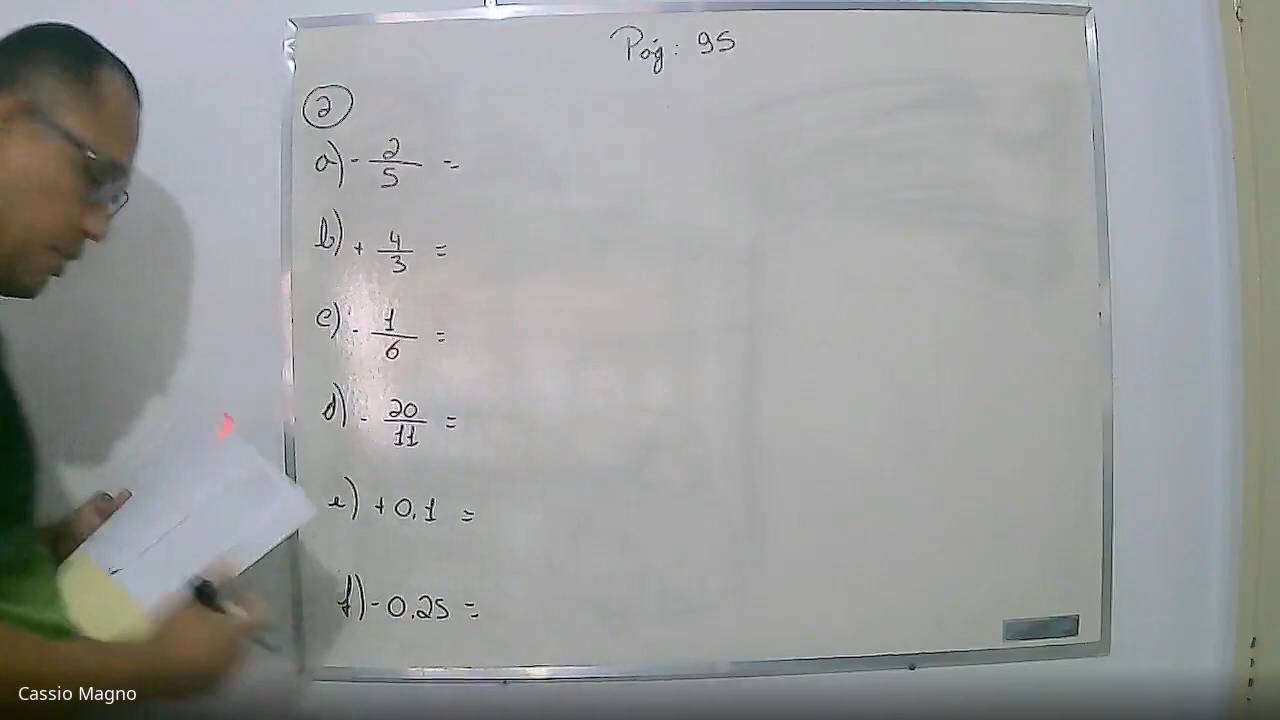 Pág: 95
2
a) - 2/5 =
b) + 4/3 =
c) - 1/6 =
d) - 20/11 =
e) + 0,1 =
f) - 0,25 =
Cassio Magno